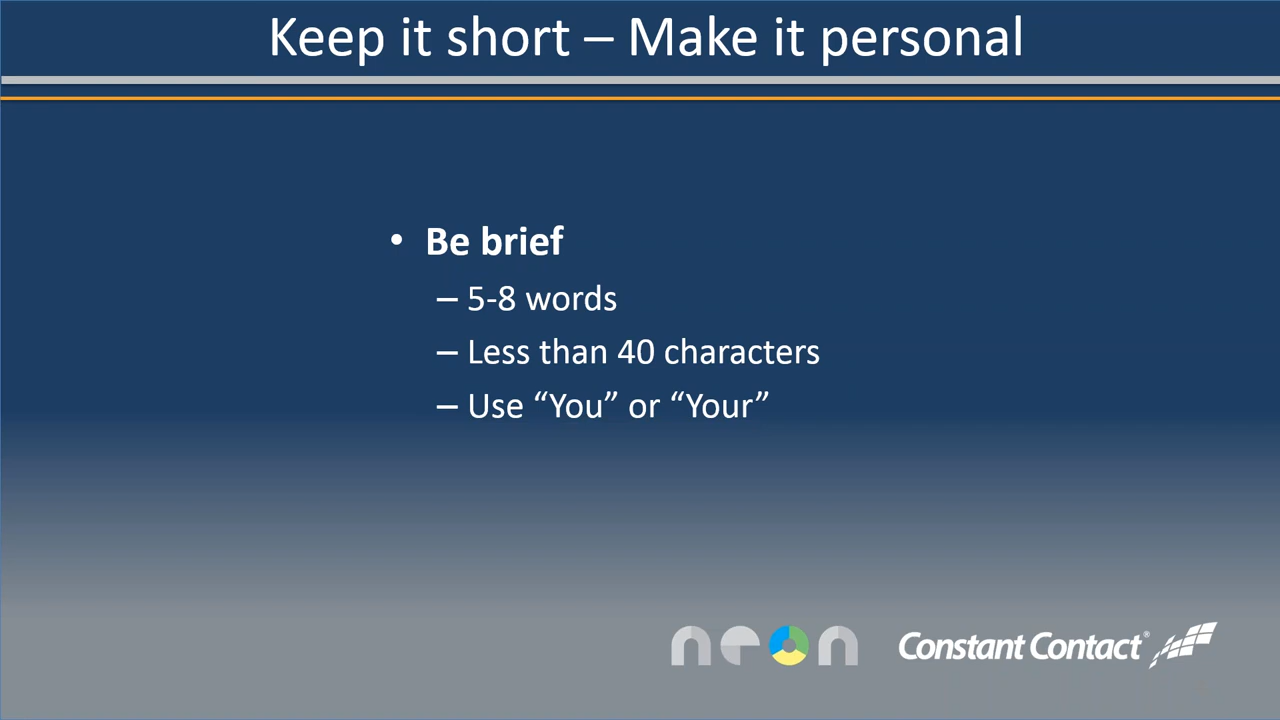 Keep it short – Make it personal
• Be brief
– 5-8 words
– Less than 40 characters
– Use “You” or “Your”
neon
Constant Contact®